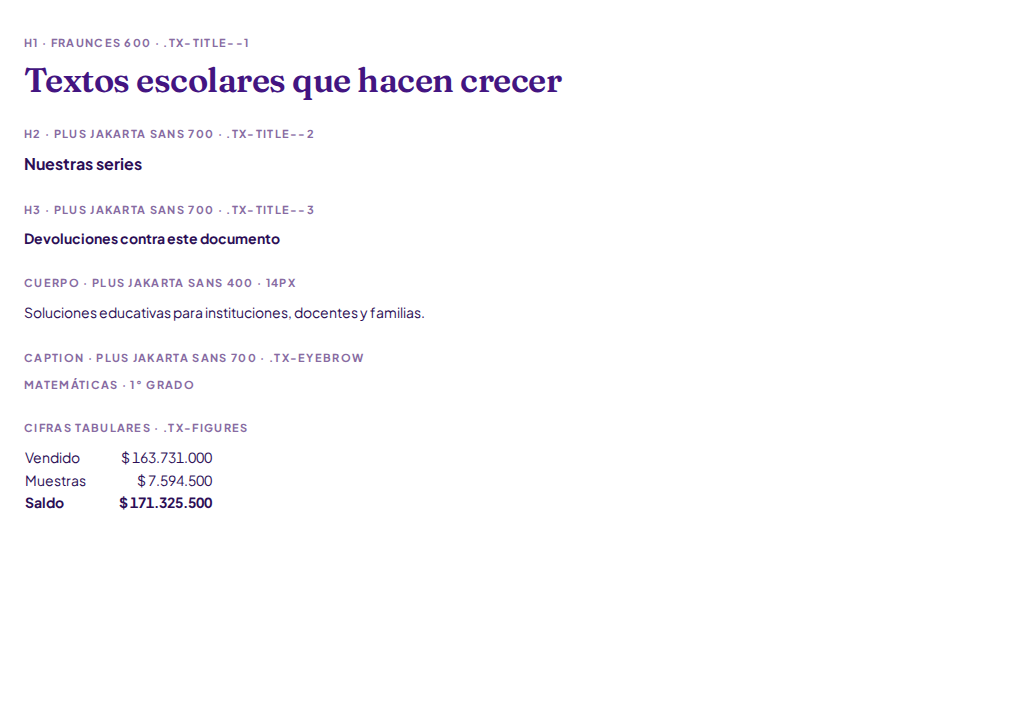 H1 · FRAUNCES 600 · .TX-TITLE--1
Textos escolares que hacen crecer
H2 · PLUS JAKARTA SANS 700 · .TX-TITLE--2
Nuestras series
H3 · PLUS JAKARTA SANS 700 · .TX-TITLE--3
Devoluciones contra este documento
CUERPO · PLUS JAKARTA SANS 400 · 14PX
Soluciones educativas para instituciones, docentes y familias.
CAPTION · PLUS JAKARTA SANS 700 · .TX-EYEBROW
MATEMÁTICAS · 1° GRADO
CIFRAS TABULARES · .TX-FIGURES
Vendido $ 163.731.000
Muestras $ 7.594.500
Saldo $ 171.325.500